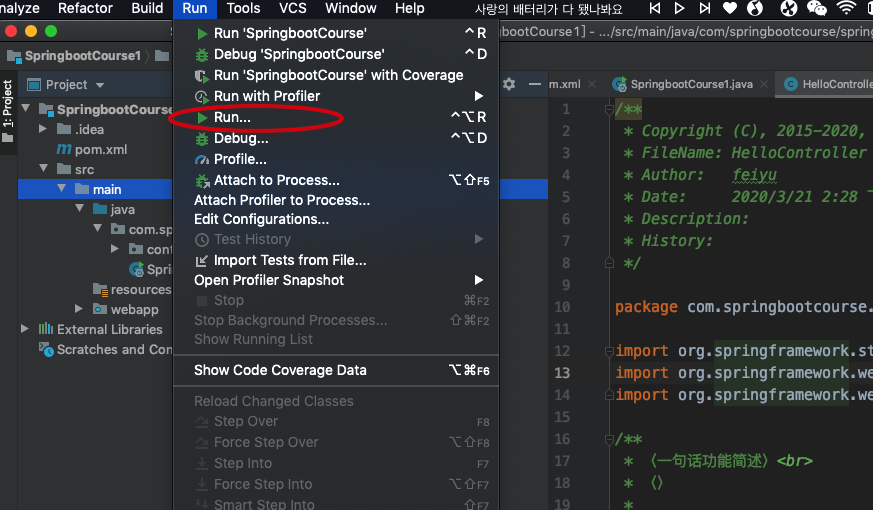 nalyze Refactor Build Run Tools VCS Window Help 사랑의 배터리가 다 됐나봐요
1] - .../src/main/java/com/springbootcourse/sprin
SpringbootCourse1
Run 'SpringbootCourse' ^R
Debug 'SpringbootCourse' ^D
Run 'SpringbootCourse' with Coverage
Run with Profiler
Run... ^⌥R
Debug... ^⌥D
Profile...
Attach to Process... ⌥⇧F5
Attach Profiler to Process...
Edit Configurations...
Test History
Import Tests from File...
Open Profiler Snapshot
Stop ⌘F2
Stop Background Processes... ⇧⌘F2
Show Running List
Show Code Coverage Data ⌥⌘F6
Reload Changed Classes
Step Over F8
Force Step Over ⌥⇧F8
Step Into F7
Force Step Into ⌥⇧F7
Smart Step Into ⇧F7
1: Project
Project
SpringbootCourse
.idea
pom.xml
src
main
java
com.sp
cont
Spri
resources
webapp
External Libraries
Scratches and Con
m.xml SpringbootCourse1.java HelloController
1 /**
2 * Copyright (C), 2015-2020,
3 * FileName: HelloController
4 * Author: feiyu
5 * Date: 2020/3/21 2:28
6 * Description:
7 * History:
8 */
9
10 package com.springbootcourse.
11
12 import org.springframework.st
13 import org.springframework.we
14 import org.springframework.we
15
16 /**
17 * 〈一句话功能简述〉<br>
18 * 〈〉
19 *